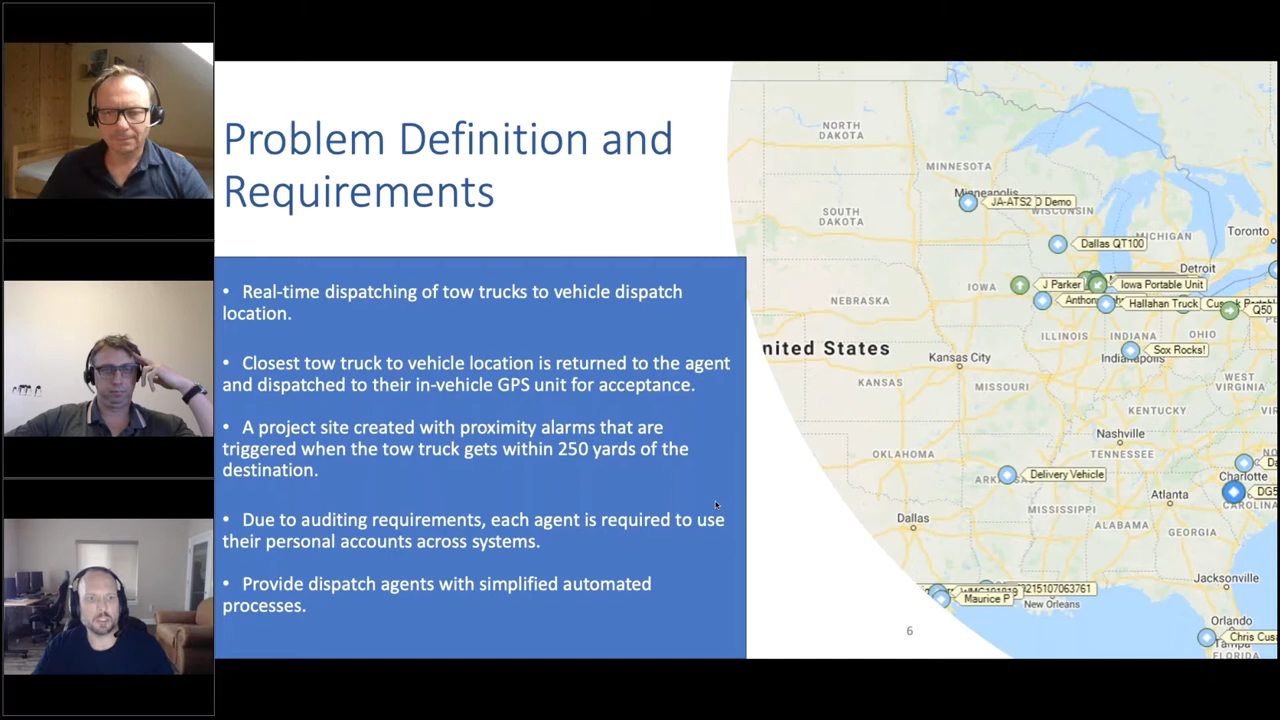 Problem Definition and
Requirements
• Real-time dispatching of tow trucks to vehicle dispatch
location.
• Closest tow truck to vehicle location is returned to the agent
and dispatched to their in-vehicle GPS unit for acceptance.
• A project site created with proximity alarms that are
triggered when the tow truck gets within 250 yards of the
destination.
• Due to auditing requirements, each agent is required to use
their personal accounts across systems.
• Provide dispatch agents with simplified automated
processes.
NORTH
DAKOTA
MINNESOTA
Minneapolis
JA-ATS2 D Demo
WISCONSIN
SOUTH
DAKOTA
MICHIGAN
Toronto
Dallas QT100
Detroit
IOWA
J Parker
Iowa Portable Unit
NEBRASKA
Hallahan Truck
Q50
ILLINOIS
INDIANA
OHIO
nited States
Kansas City
Indianapolis
Sox Rocks!
KANSAS
MISSOURI
WEST
VIRGINIA
KENTUCKY
Nashville
TENNESSEE
OKLAHOMA
Delivery Vehicle
Charlotte
DG5
CAROLINA
MISSISSIPPI
Atlanta
Dallas
ALABAMA
GEORGIA
Jacksonville
215107063761
Maurice P
New Orleans
Orlando
Tampa
Chris Cusa
FLORIDA
6